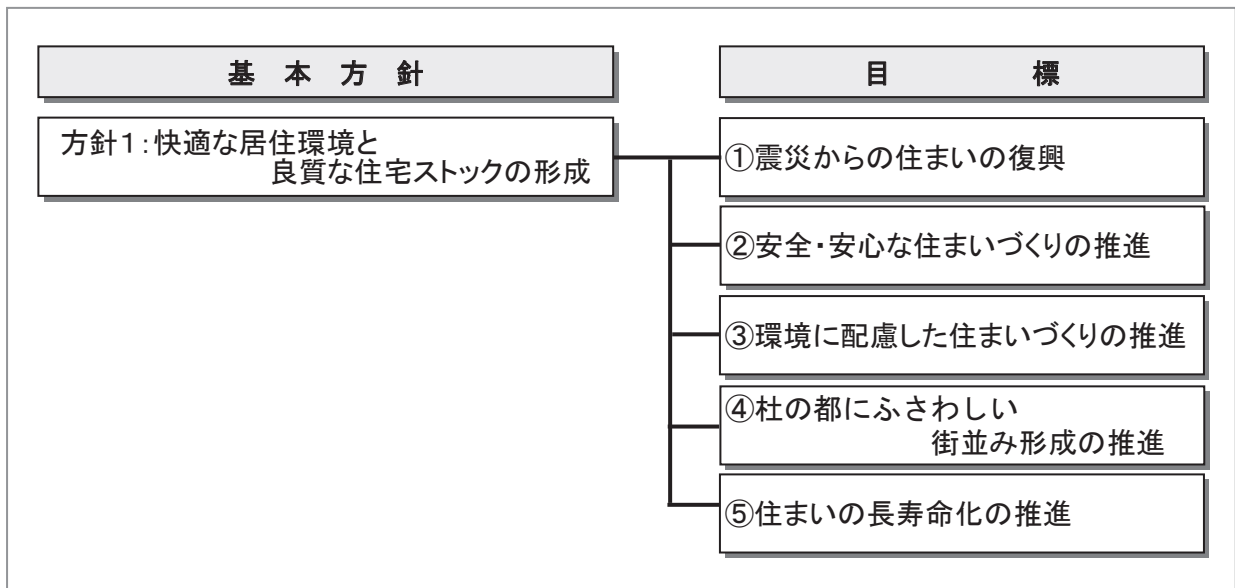 基本方針
目標
方針1:快適な居住環境と
良質な住宅ストックの形成
①震災からの住まいの復興
②安全・安心な住まいづくりの推進
③環境に配慮した住まいづくりの推進
④杜の都にふさわしい
街並み形成の推進
⑤住まいの長寿命化の推進